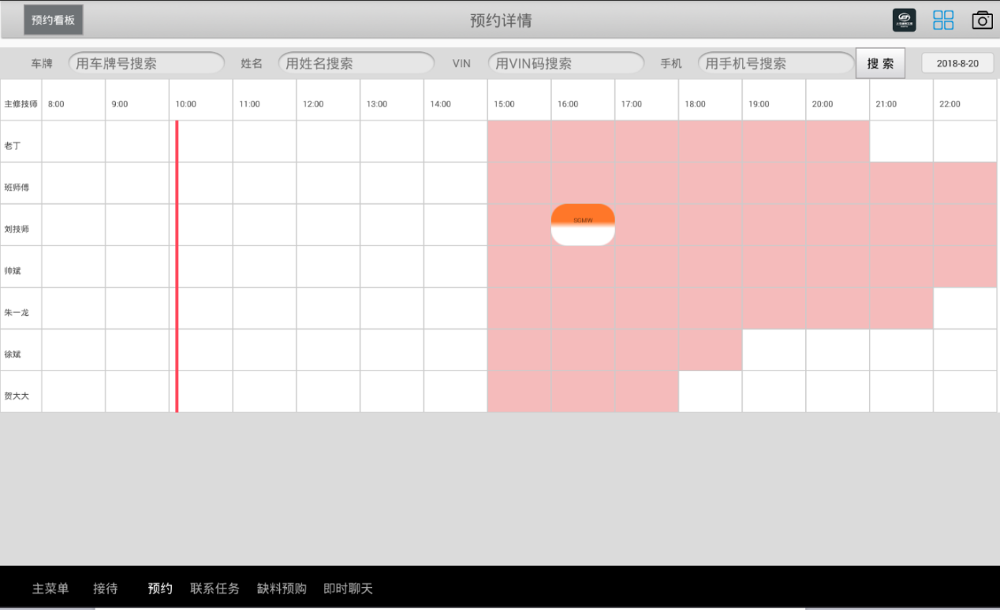 预约看板
预约详情
车牌 用车牌号搜索 姓名 用姓名搜索 VIN 用VIN码搜索 手机 用手机号搜索 搜 索 2018-8-20
主修技师 8:00 9:00 10:00 11:00 12:00 13:00 14:00 15:00 16:00 17:00 18:00 19:00 20:00 21:00 22:00
老丁
班师傅
刘技师
SGMW
帅斌
朱一龙
徐斌
贺大大
主菜单 接待 预约 联系任务 缺料预购 即时聊天